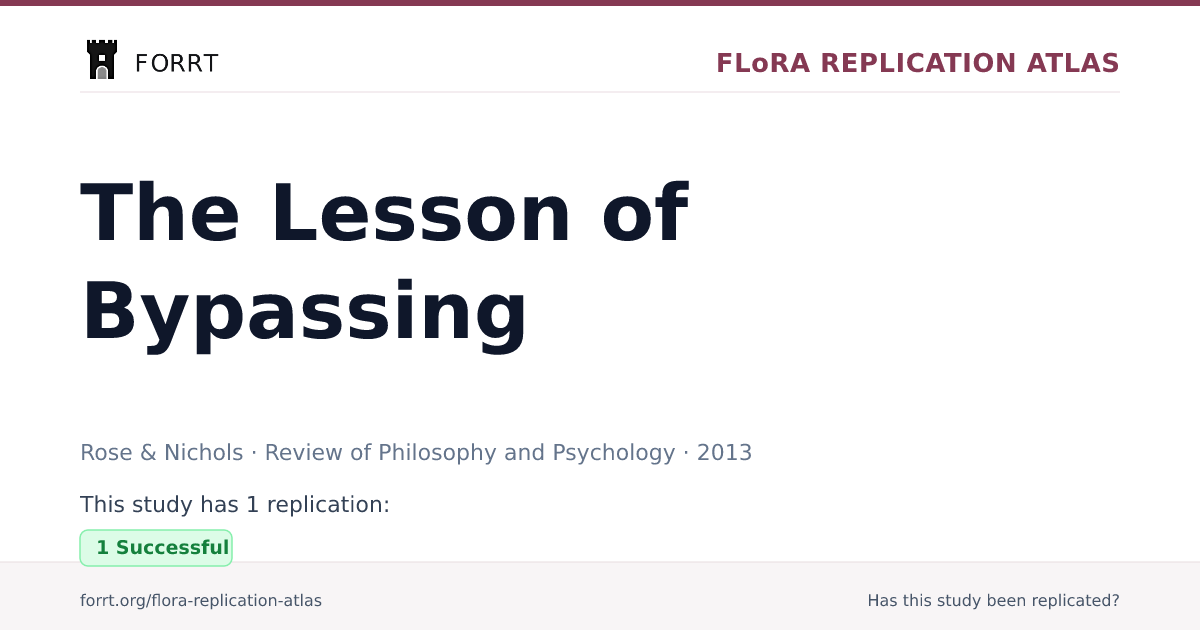 FORRT
FLoRA REPLICATION ATLAS
The Lesson of
Bypassing
Rose & Nichols · Review of Philosophy and Psychology · 2013
This study has 1 replication:
1 Successful
forrt.org/flora-replication-atlas
Has this study been replicated?